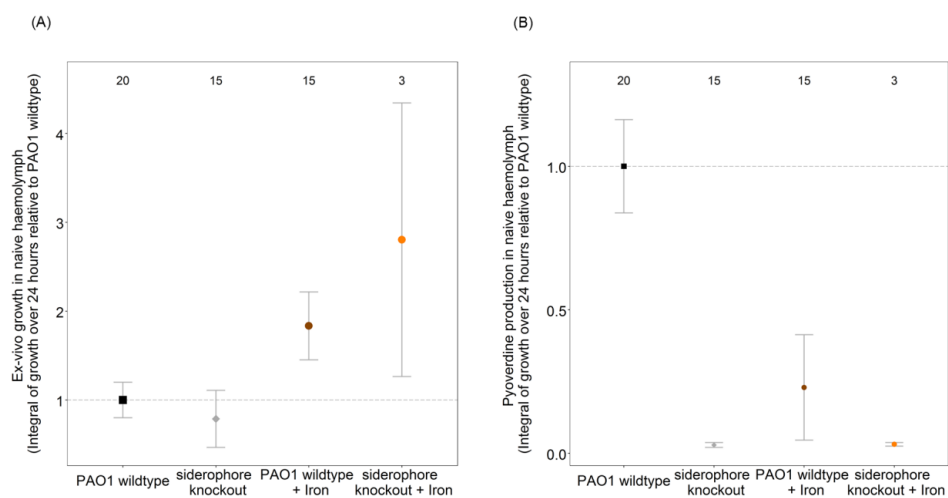 (A)
Ex-vivo growth in naive haemolymph
(Integral of growth over 24 hourrs relative to PAO1 wildtype)
20 15 15 3
4
3
2
1
PAO1 wildtype
siderophore
knockout
PAO1 wildtype
+ Iron
siderophore
knockout + Iron
(B)
Pyoverdine production in naive haemolymph
(Integral of growth over 24 hourrs relative to PAO1 wildtype)
20 15 15 3
1.0
0.5
0.0
PAO1 wildtype
siderophore
knockout
PAO1 wildtype
+ Iron
siderophore
knockout + Iron